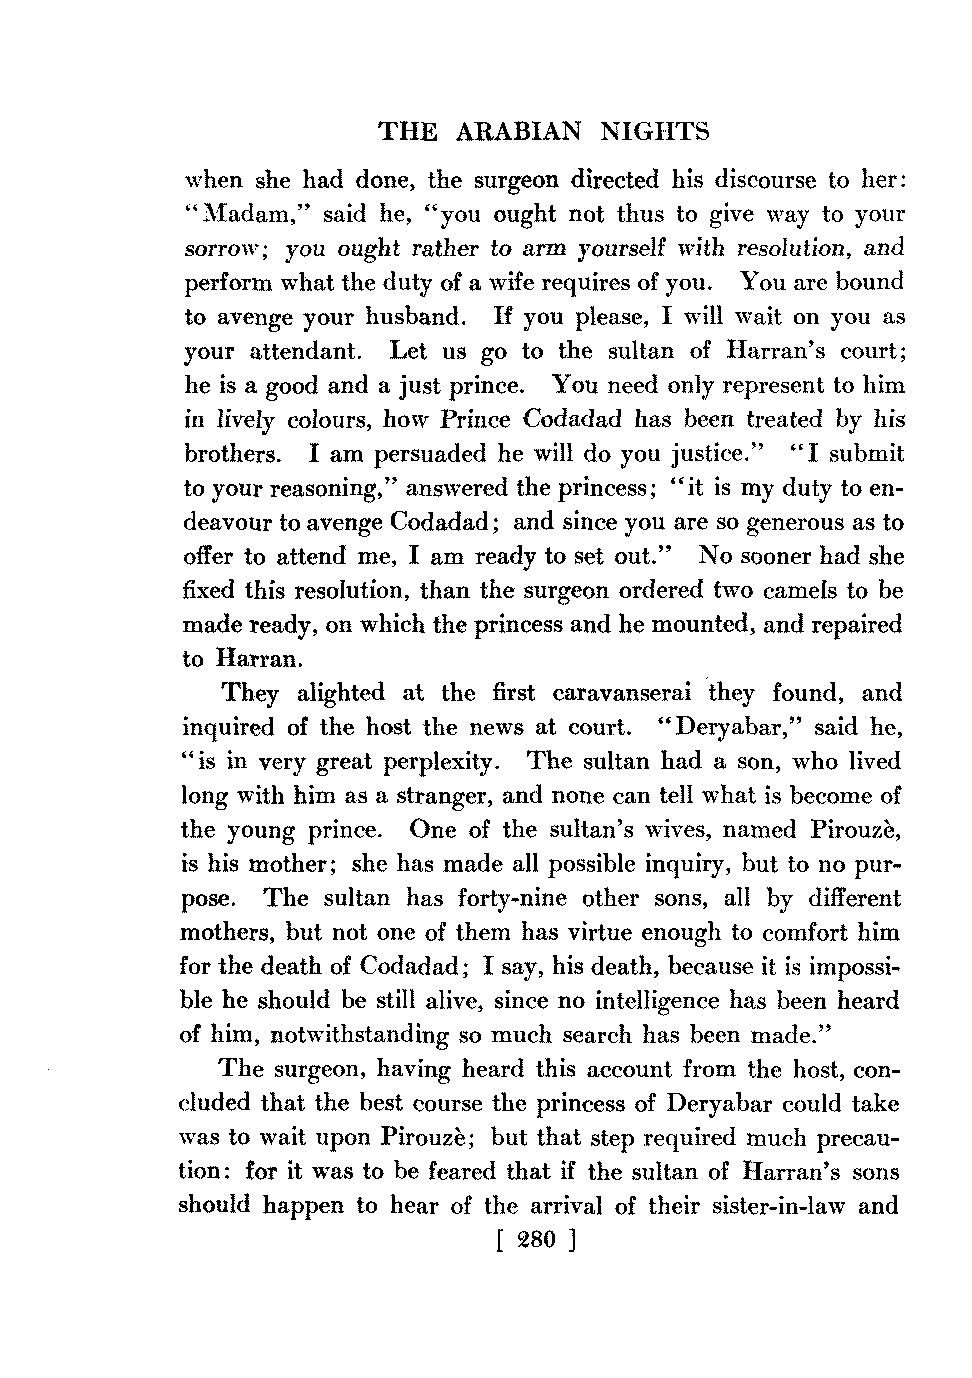 THE ARABIAN NIGHTS
when she had done, the surgeon directed his discourse to her:
“Madam,” said he, “you ought not thus to give way to your
sorrow; you ought rather to arm yourself with resolution, and
perform what the duty of a wife requires of you. You are bound
to avenge your husband. If you please, I will wait on you as
your attendant. Let us go to the sultan of Harran’s court;
he is a good and a just prince. You need only represent to him
in lively colours, how Prince Codadad has been treated by his
brothers. I am persuaded he will do you justice.” “I submit
to your reasoning,” answered the princess; “it is my duty to en-
deavour to avenge Codadad; and since you are so generous as to
offer to attend me, I am ready to set out.” No sooner had she
fixed this resolution, than the surgeon ordered two camels to be
made ready, on which the princess and he mounted, and repaired
to Harran.
They alighted at the first caravanserai they found, and
inquired of the host the news at court. “Deryabar,” said he,
“is in very great perplexity. The sultan had a son, who lived
long with him as a stranger, and none can tell what is become of
the young prince. One of the sultan’s wives, named Pirouzè,
is his mother; she has made all possible inquiry, but to no pur-
pose. The sultan has forty-nine other sons, all by different
mothers, but not one of them has virtue enough to comfort him
for the death of Codadad; I say, his death, because it is impossi-
ble he should be still alive, since no intelligence has been heard
of him, notwithstanding so much search has been made.”
The surgeon, having heard this account from the host, con-
cluded that the best course the princess of Deryabar could take
was to wait upon Pirouzè; but that step required much precau-
tion: for it was to be feared that if the sultan of Harran’s sons
should happen to hear of the arrival of their sister-in-law and
[ 280 ]